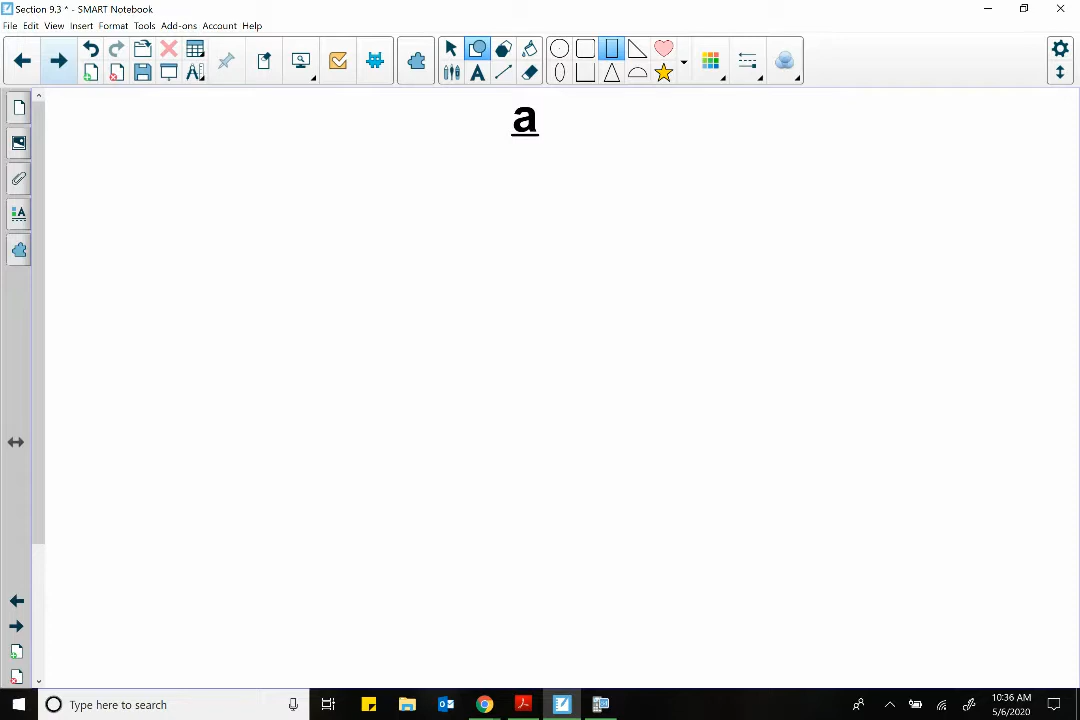 Section 9.3 * - SMART Notebook
File Edit View Insert Format Tools Add-ons Account Help
a
Type here to search
10:36 AM
5/6/2020